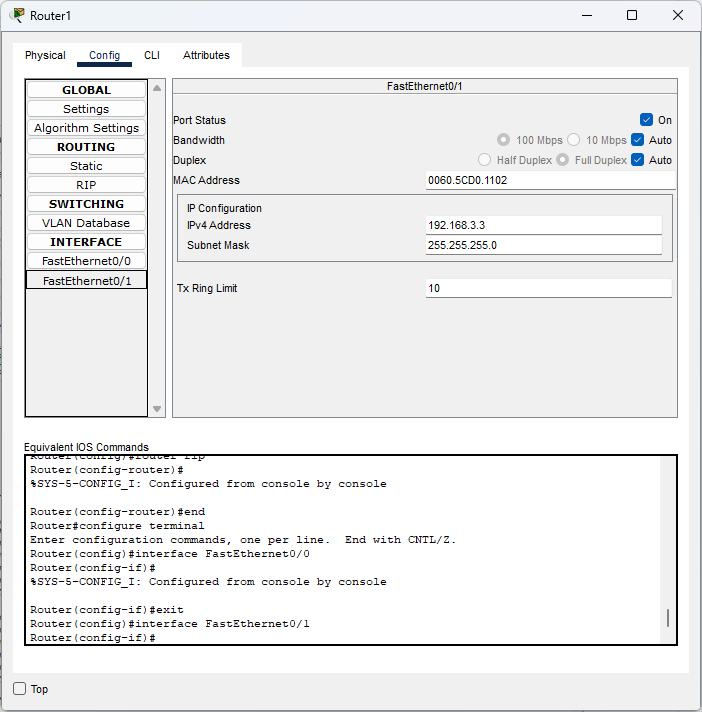 Router1
Physical Config CLI Attributes
GLOBAL
Settings
Algorithm Settings
ROUTING
Static
RIP
SWITCHING
VLAN Database
INTERFACE
FastEthernet0/0
FastEthernet0/1
FastEthernet0/1
Port Status On
Bandwidth 100 Mbps 10 Mbps Auto
Duplex Half Duplex Full Duplex Auto
MAC Address 0060.5CD0.1102
IP Configuration
IPv4 Address 192.168.3.3
Subnet Mask 255.255.255.0
Tx Ring Limit 10
Equivalent IOS Commands
Router(config)#router rip
Router(config-router)#
%SYS-5-CONFIG_I: Configured from console by console
Router(config-router)#end
Router#configure terminal
Enter configuration commands, one per line. End with CNTL/Z.
Router(config)#interface FastEthernet0/0
Router(config-if)#
%SYS-5-CONFIG_I: Configured from console by console
Router(config-if)#exit
Router(config)#interface FastEthernet0/1
Router(config-if)#
Top